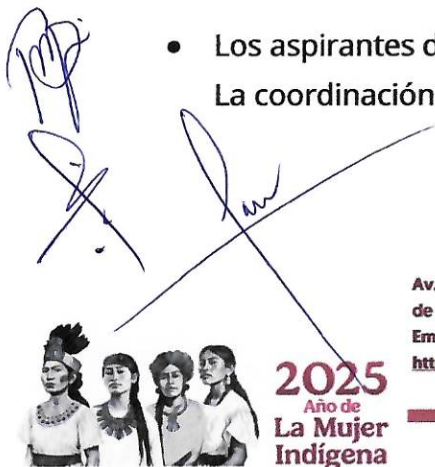 • Los aspirantes d
La coordinación
Av.
de
Em
htt
2025
Año de
La Mujer
Indígena